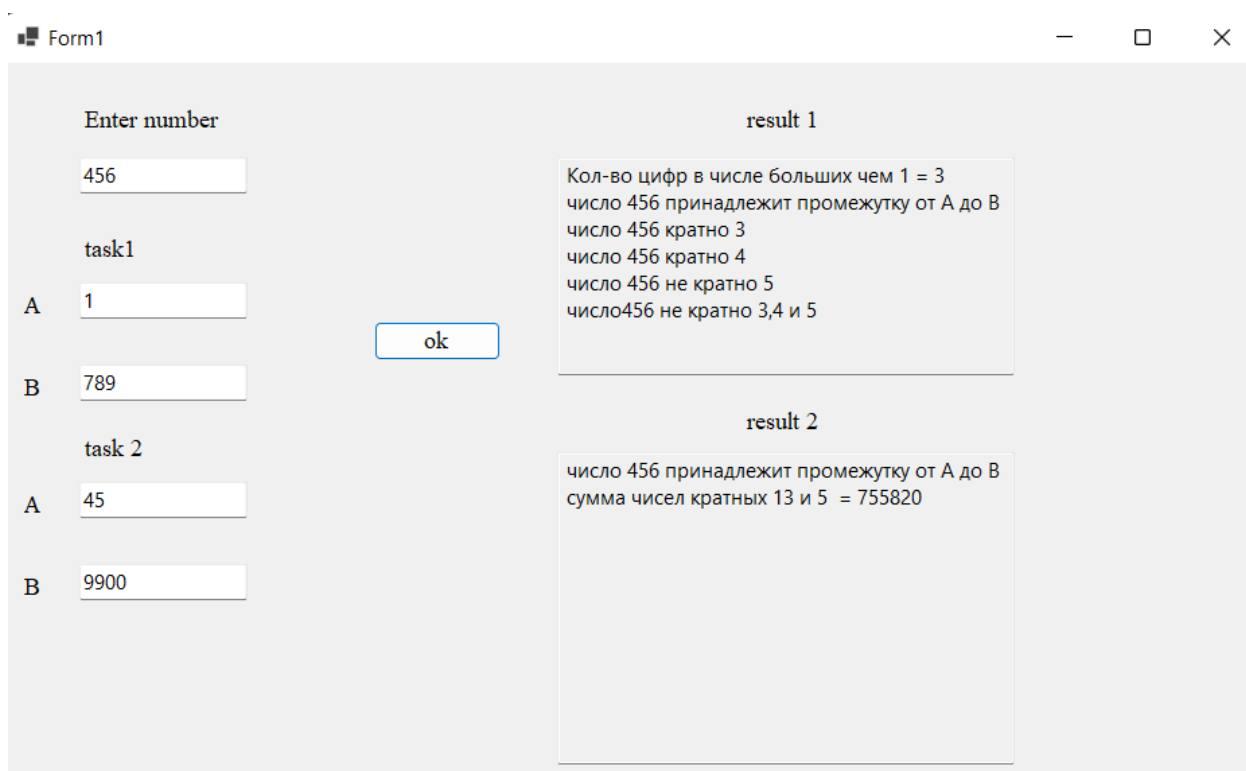 Form1
Enter number
456
task1
A
1
B
789
task 2
A
45
B
9900
ok
result 1
Кол-во цифр в числе больших чем 1 = 3
число 456 принадлежит промежутку от А до В
число 456 кратно 3
число 456 кратно 4
число 456 не кратно 5
число456 не кратно 3,4 и 5
result 2
число 456 принадлежит промежутку от А до В
сумма чисел кратных 13 и 5  = 755820